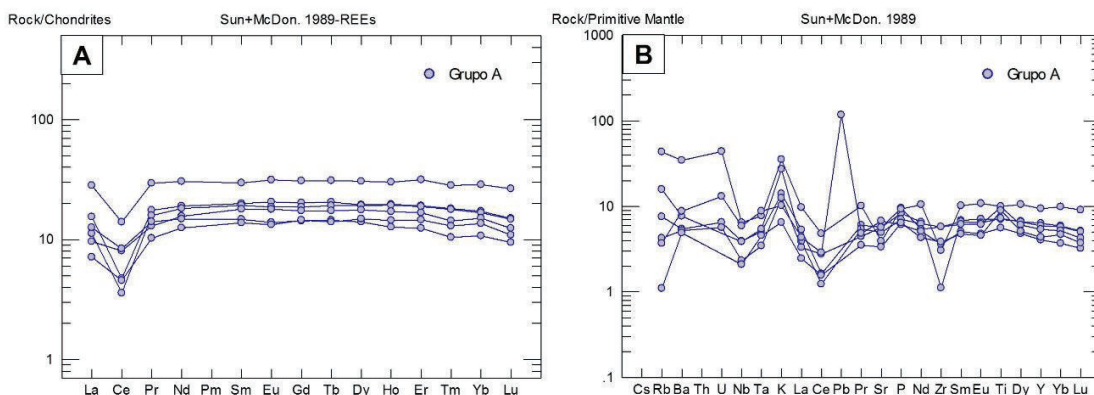 Rock/Chondrites Sun+McDon. 1989-REEs
A
Grupo A
100
10
1
La Ce Pr Nd Pm Sm Eu Gd Tb Dy Ho Er Tm Yb Lu
Rock/Primitive Mantle Sun+McDon. 1989
1000
B
Grupo A
100
10
1
.1
Cs Rb Ba Th U Nb Ta K La Ce Pb Pr Sr P Nd Zr Sm Eu Ti Dy Y Yb Lu